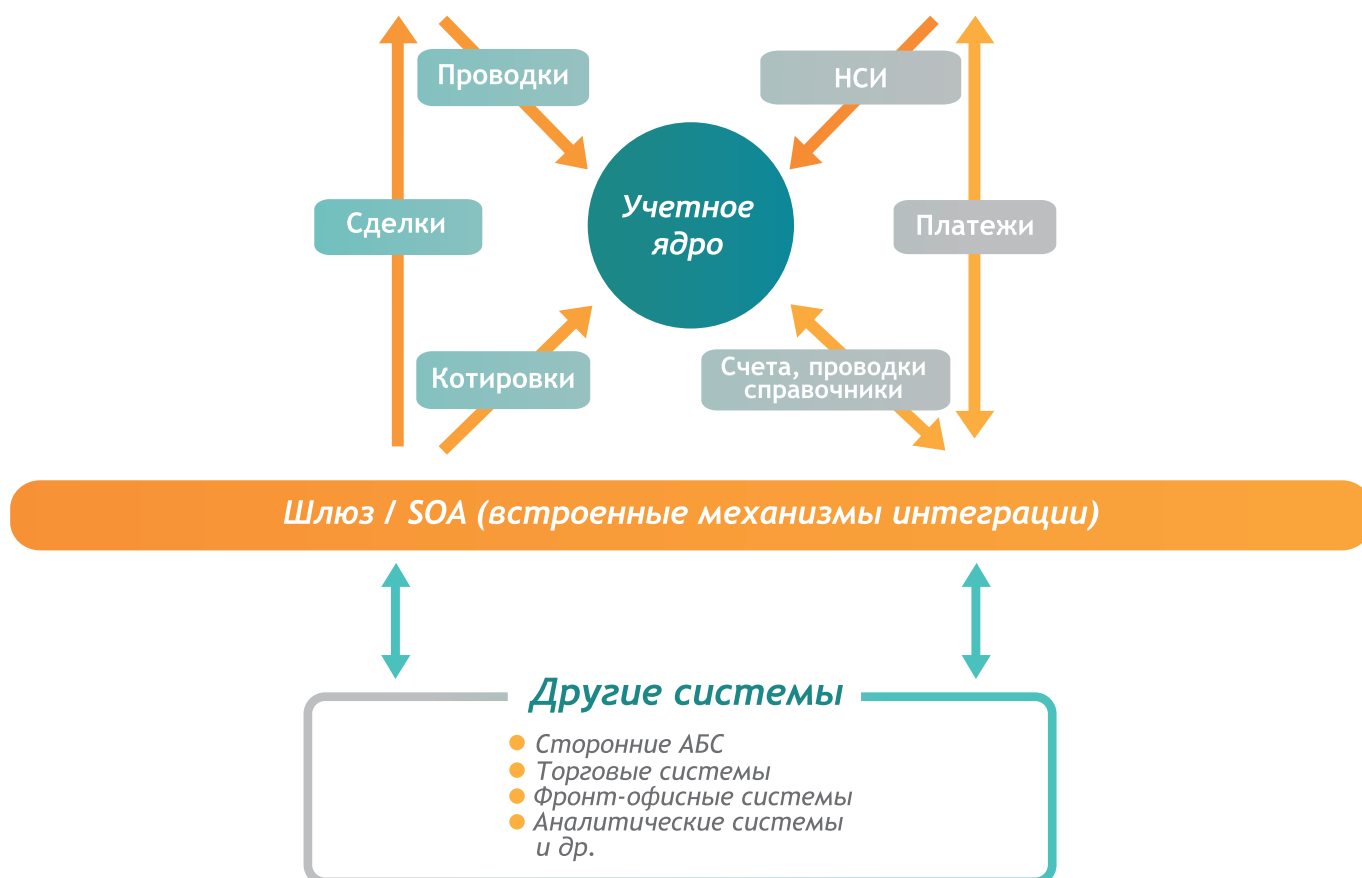 Проводки
НСИ
Учетное
ядро
Сделки
Платежи
Котировки
Счета, проводки
справочники
Шлюз / SOA (встроенные механизмы интеграции)
Другие системы
Сторонние АБС
Торговые системы
Фронт-офисные системы
Аналитические системы
и др.